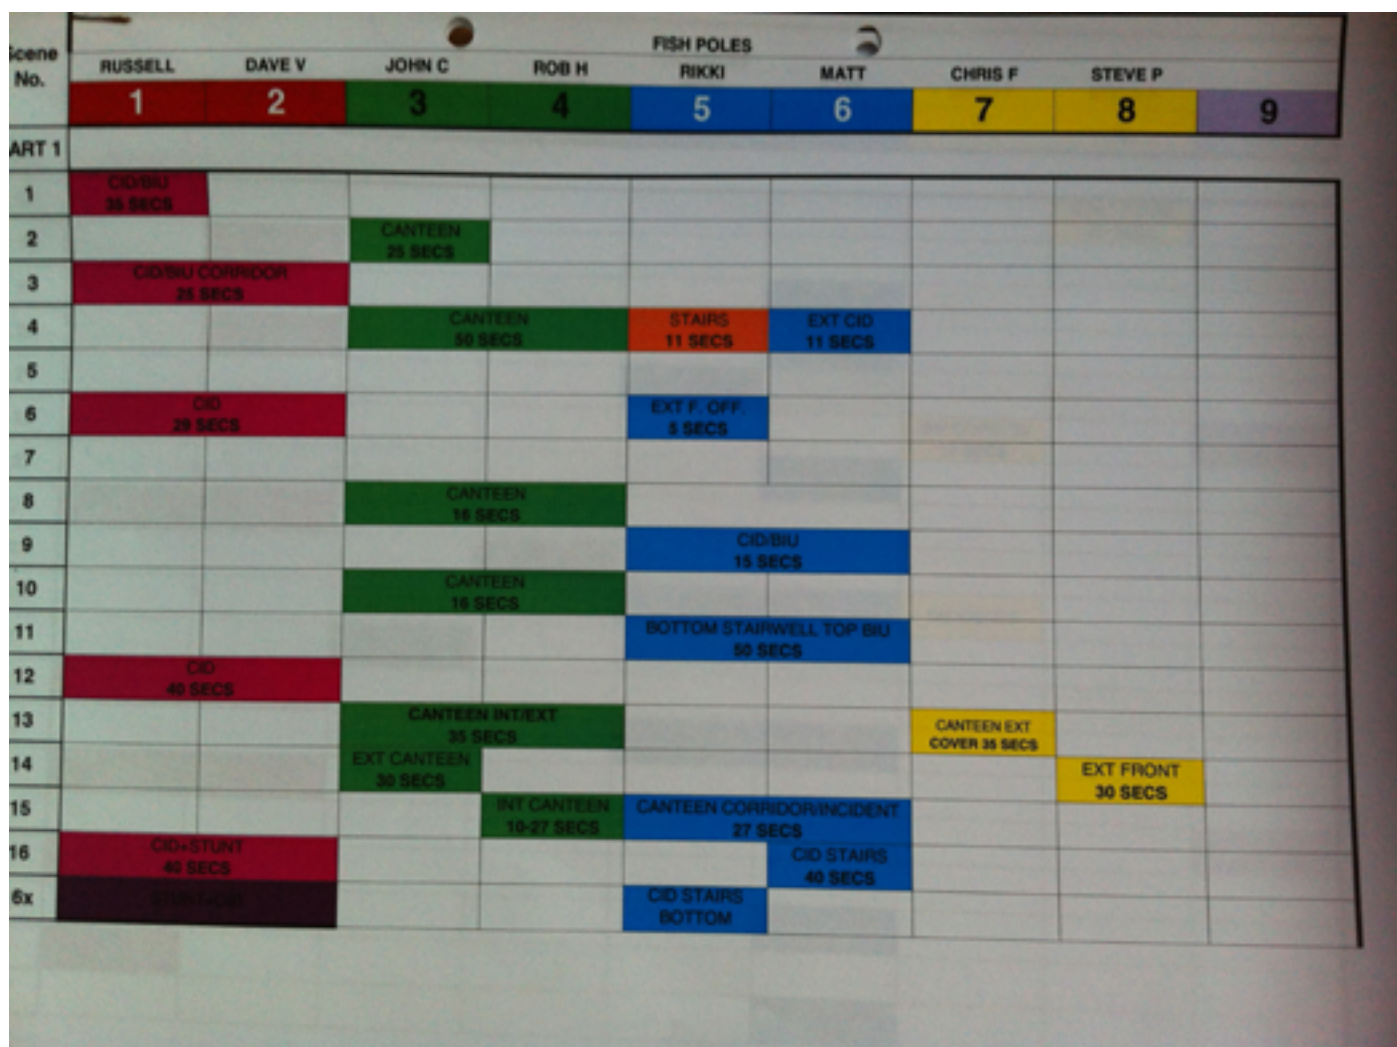 FISH POLES
Scene No.
RUSSELL DAVE V JOHN C ROB H RIKKI MATT CHRIS F STEVE P
1 2 3 4 5 6 7 8 9
ART 1
1 CID/BIU
35 SECS
2 CANTEEN
25 SECS
3 CID/BIU CORRIDOR
25 SECS
4 CANTEEN STAIRS EXT CID
50 SECS 11 SECS 11 SECS
5
6 CID EXT F. OFF.
29 SECS 5 SECS
7
8 CANTEEN
16 SECS
9 CID/BIU
15 SECS
10 CANTEEN
16 SECS
11 BOTTOM STAIRWELL TOP BIU
50 SECS
12 CID
40 SECS
13 CANTEEN INT/EXT CANTEEN EXT
35 SECS COVER 35 SECS
14 EXT CANTEEN EXT FRONT
30 SECS 30 SECS
15 INT CANTEEN CANTEEN CORRIDOR/INCIDENT
10-27 SECS 27 SECS
16 CID+STUNT CID STAIRS
40 SECS 40 SECS
6x STUNT+CID CID STAIRS
BOTTOM